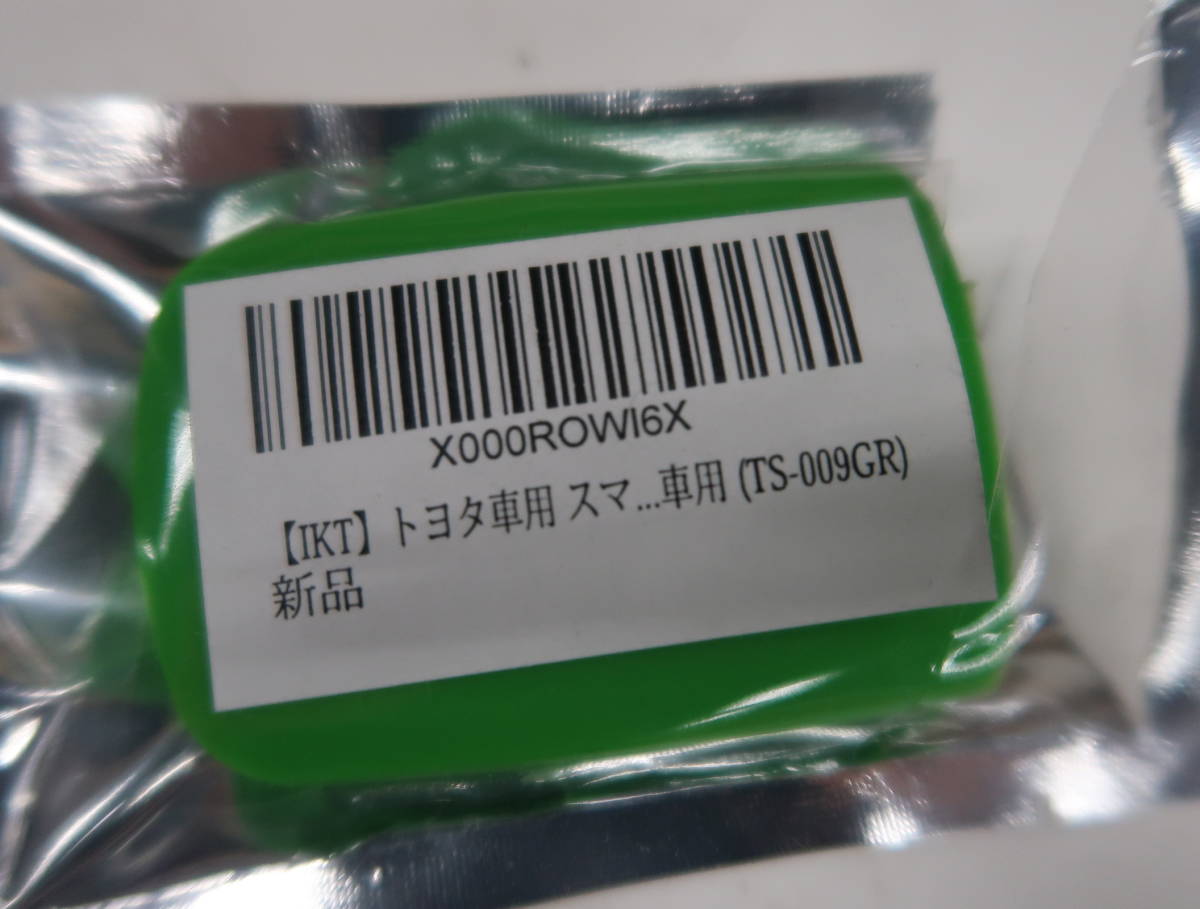 X000ROWI6X
【IKT】トヨタ車用 スマ...車用 (TS-009GR)
新品